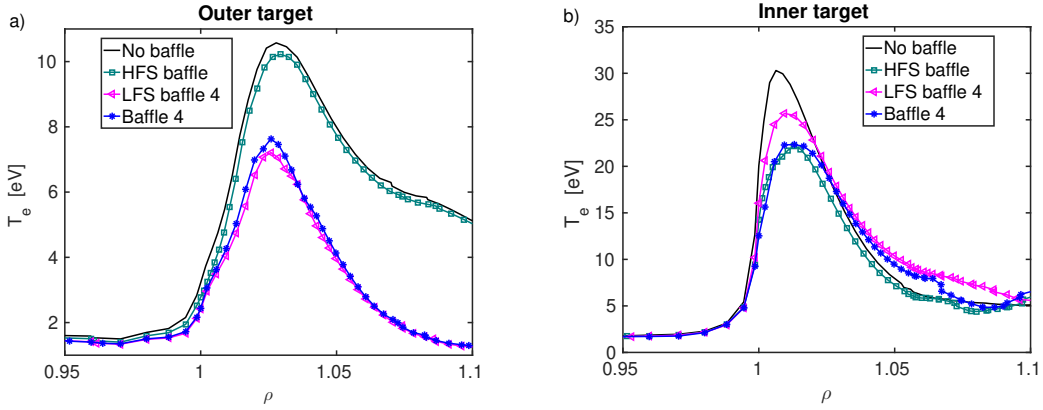 a)
Outer target
No baffle
HFS baffle
LFS baffle 4
Baffle 4
T_e [eV]
10
8
6
4
2
0.95
1
1.05
1.1
ρ
b)
Inner target
No baffle
HFS baffle
LFS baffle 4
Baffle 4
T_e [eV]
35
30
25
20
15
10
5
0
0.95
1
1.05
1.1
ρ